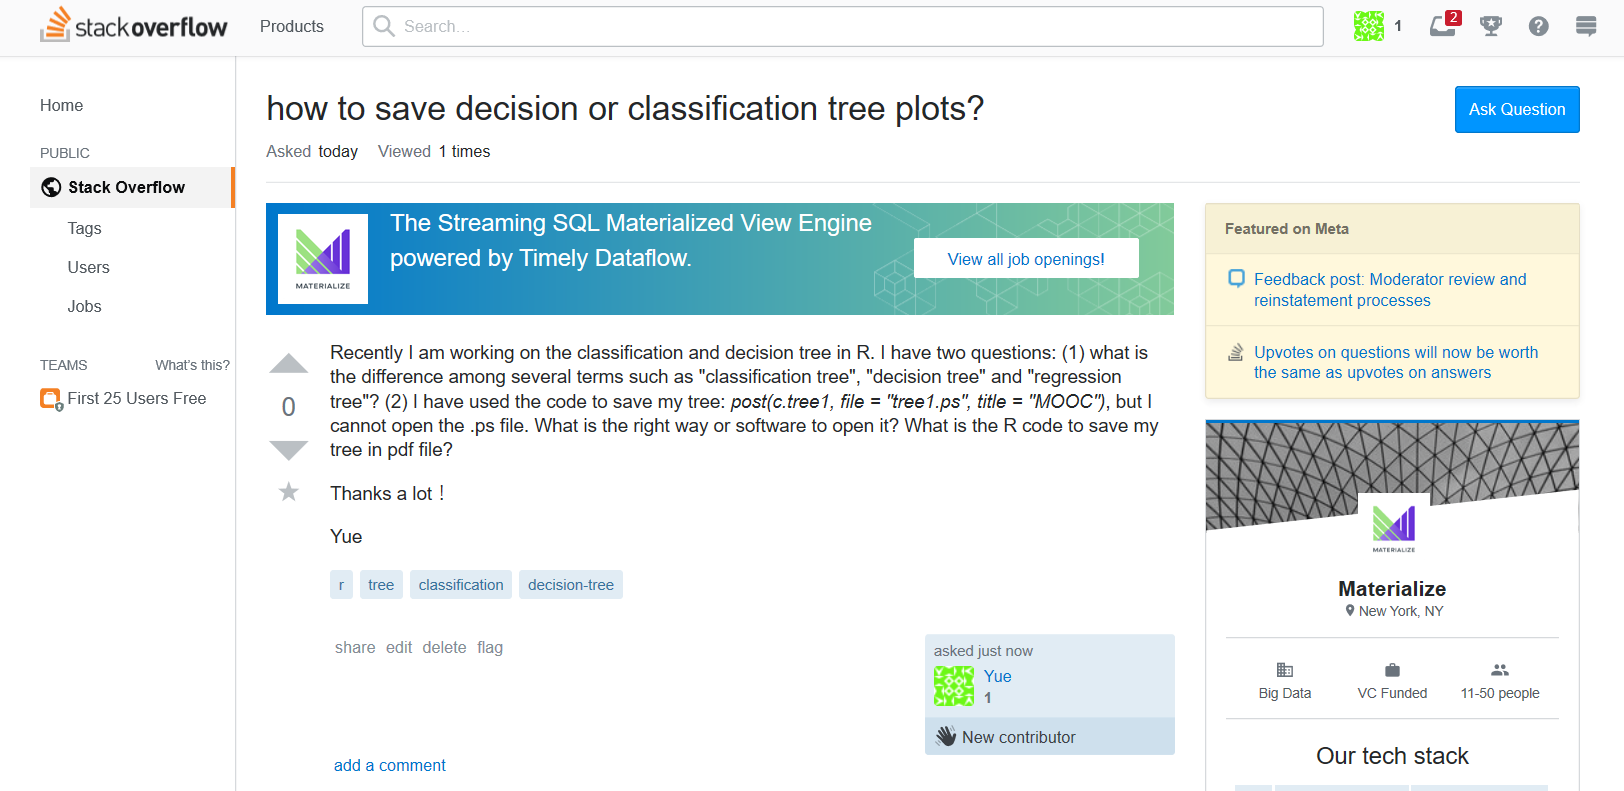 stack overflow
Products
Search...
1
2
Home
PUBLIC
Stack Overflow
Tags
Users
Jobs
TEAMS What's this?
First 25 Users Free
how to save decision or classification tree plots?
Ask Question
Asked today Viewed 1 times
The Streaming SQL Materialized View Engine
powered by Timely Dataflow.
MATERIALIZE
View all job openings!
Recently I am working on the classification and decision tree in R. I have two questions: (1) what is
the difference among several terms such as "classification tree", "decision tree" and "regression
tree"? (2) I have used the code to save my tree: post(c.tree1, file = "tree1.ps", title = "MOOC"), but I
cannot open the .ps file. What is the right way or software to open it? What is the R code to save my
tree in pdf file?
0
Thanks a lot！
Yue
r tree classification decision-tree
share edit delete flag
asked just now
Yue
1
New contributor
add a comment
Featured on Meta
Feedback post: Moderator review and
reinstatement processes
Upvotes on questions will now be worth
the same as upvotes on answers
MATERIALIZE
Materialize
New York, NY
Big Data VC Funded 11-50 people
Our tech stack